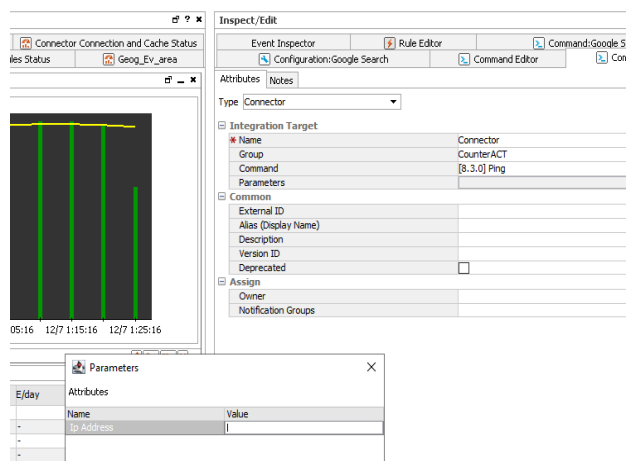 Connector Connection and Cache Status
les Status
Geog_Ev_area
05:16 12/7 1:15:16 12/7 1:25:16
E/day
-
-
-
Inspect/Edit
Event Inspector
Rule Editor
Command:Google S
Configuration:Google Search
Command Editor
Con
Attributes
Notes
Type Connector
Integration Target
* Name Connector
Group CounterACT
Command [8.3.0] Ping
Parameters
Common
External ID
Alias (Display Name)
Description
Version ID
Deprecated
Assign
Owner
Notification Groups
Parameters
Attributes
Name Value
Ip Address